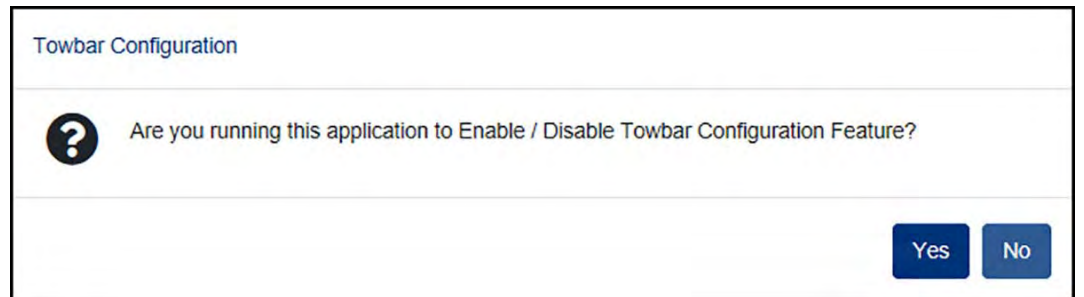 Towbar Configuration
Are you running this application to Enable / Disable Towbar Configuration Feature?
Yes No